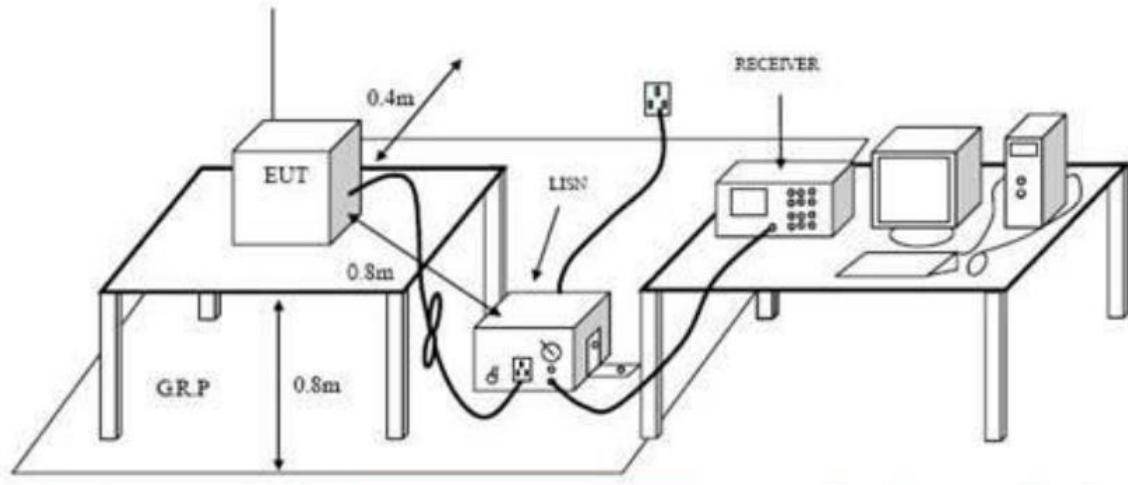 RECEIVER
0.4m
EUT
LISN
0.8m
G.R.P
0.8m